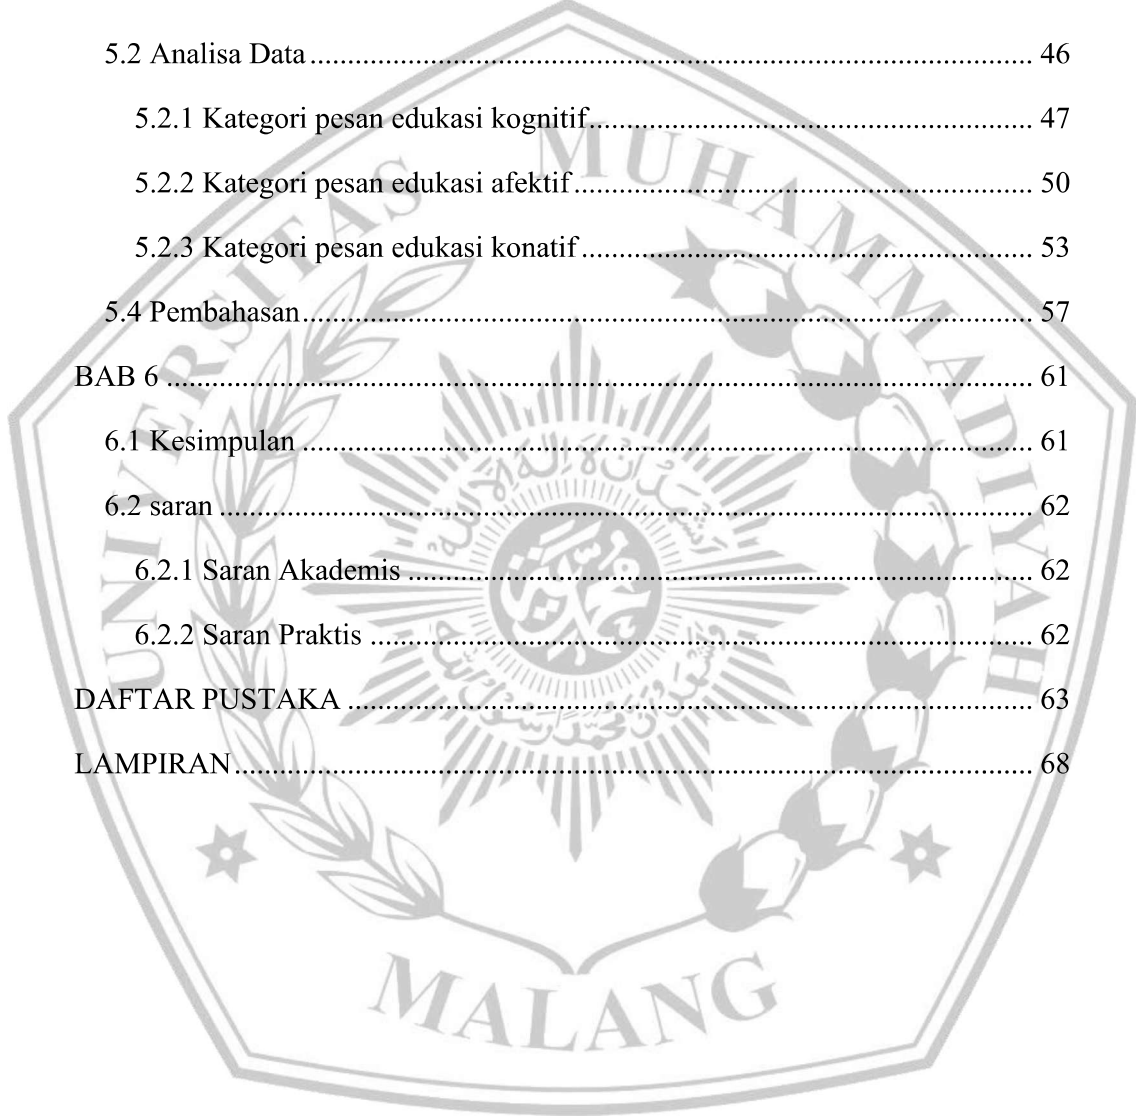 5.2 Analisa Data ........ 46
5.2.1 Kategori pesan edukasi kognitif ........ 47
5.2.2 Kategori pesan edukasi afektif ........ 50
5.2.3 Kategori pesan edukasi konatif ........ 53
5.4 Pembahasan ........ 57
BAB 6 ........ 61
6.1 Kesimpulan ........ 61
6.2 saran ........ 62
6.2.1 Saran Akademis ........ 62
6.2.2 Saran Praktis ........ 62
DAFTAR PUSTAKA ........ 63
LAMPIRAN ........ 68
UNIVERSITAS MUHAMMADIYAH
MALANG